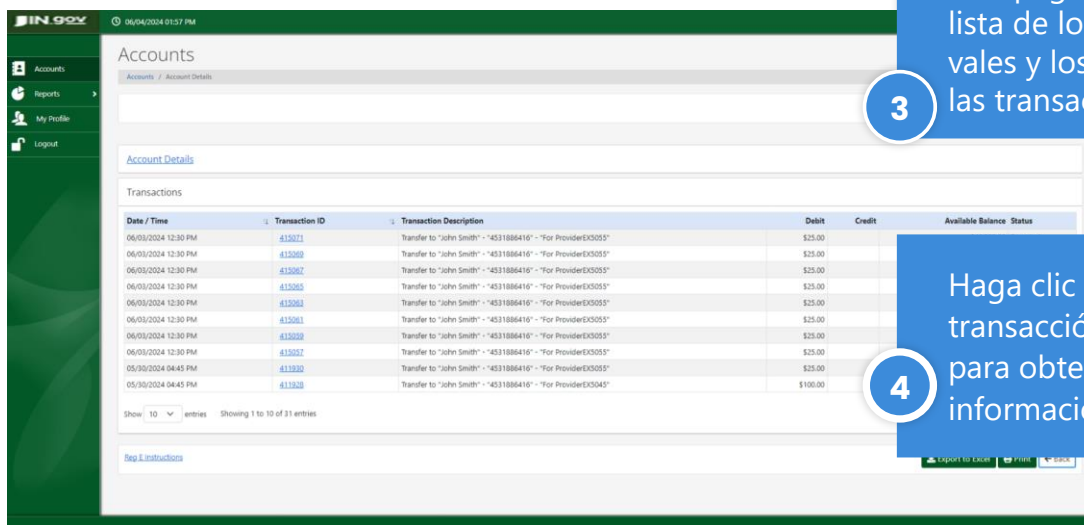 IN.gov
06/04/2024 01:57 PM
Accounts
Reports
My Profile
Logout
Accounts
Accounts / Account Details
Account Details
Transactions
Date / Time Transaction ID Transaction Description Debit Credit Available Balance Status
06/03/2024 12:30 PM 415071 Transfer to "John Smith" - "4531886416" - "For ProviderEX5055" $25.00
06/03/2024 12:30 PM 415069 Transfer to "John Smith" - "4531886416" - "For ProviderEX5055" $25.00
06/03/2024 12:30 PM 415067 Transfer to "John Smith" - "4531886416" - "For ProviderEX5055" $25.00
06/03/2024 12:30 PM 415065 Transfer to "John Smith" - "4531886416" - "For ProviderEX5055" $25.00
06/03/2024 12:30 PM 415063 Transfer to "John Smith" - "4531886416" - "For ProviderEX5055" $25.00
06/03/2024 12:30 PM 415061 Transfer to "John Smith" - "4531886416" - "For ProviderEX5055" $25.00
06/03/2024 12:30 PM 415059 Transfer to "John Smith" - "4531886416" - "For ProviderEX5055" $25.00
06/03/2024 12:30 PM 415057 Transfer to "John Smith" - "4531886416" - "For ProviderEX5055" $25.00
05/30/2024 04:45 PM 411930 Transfer to "John Smith" - "4531886416" - "For ProviderEX5055" $25.00
05/30/2024 04:45 PM 411928 Transfer to "John Smith" - "4531886416" - "For ProviderEX5045" $100.00
Show 10 entries Showing 1 to 10 of 31 entries
Reg E Instructions
Export to Excel Print Back
lista de lo
vales y los
3 las transa
Haga clic
transacció
para obte
4 informaci